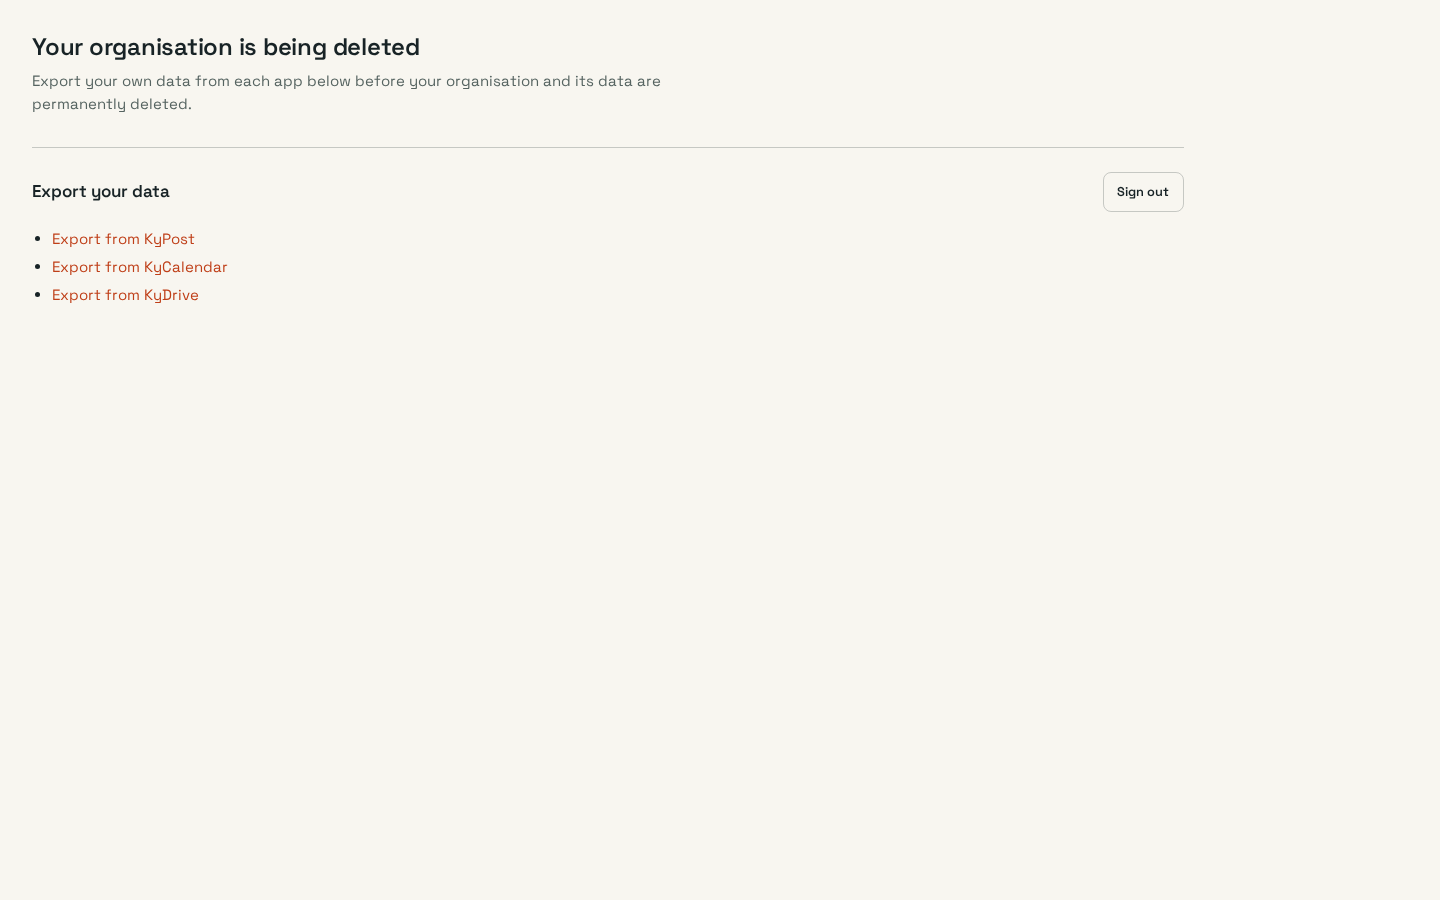 Your organisation is being deleted
Export your own data from each app below before your organisation and its data are
permanently deleted.
Export your data
Sign out
Export from KyPost
Export from KyCalendar
Export from KyDrive